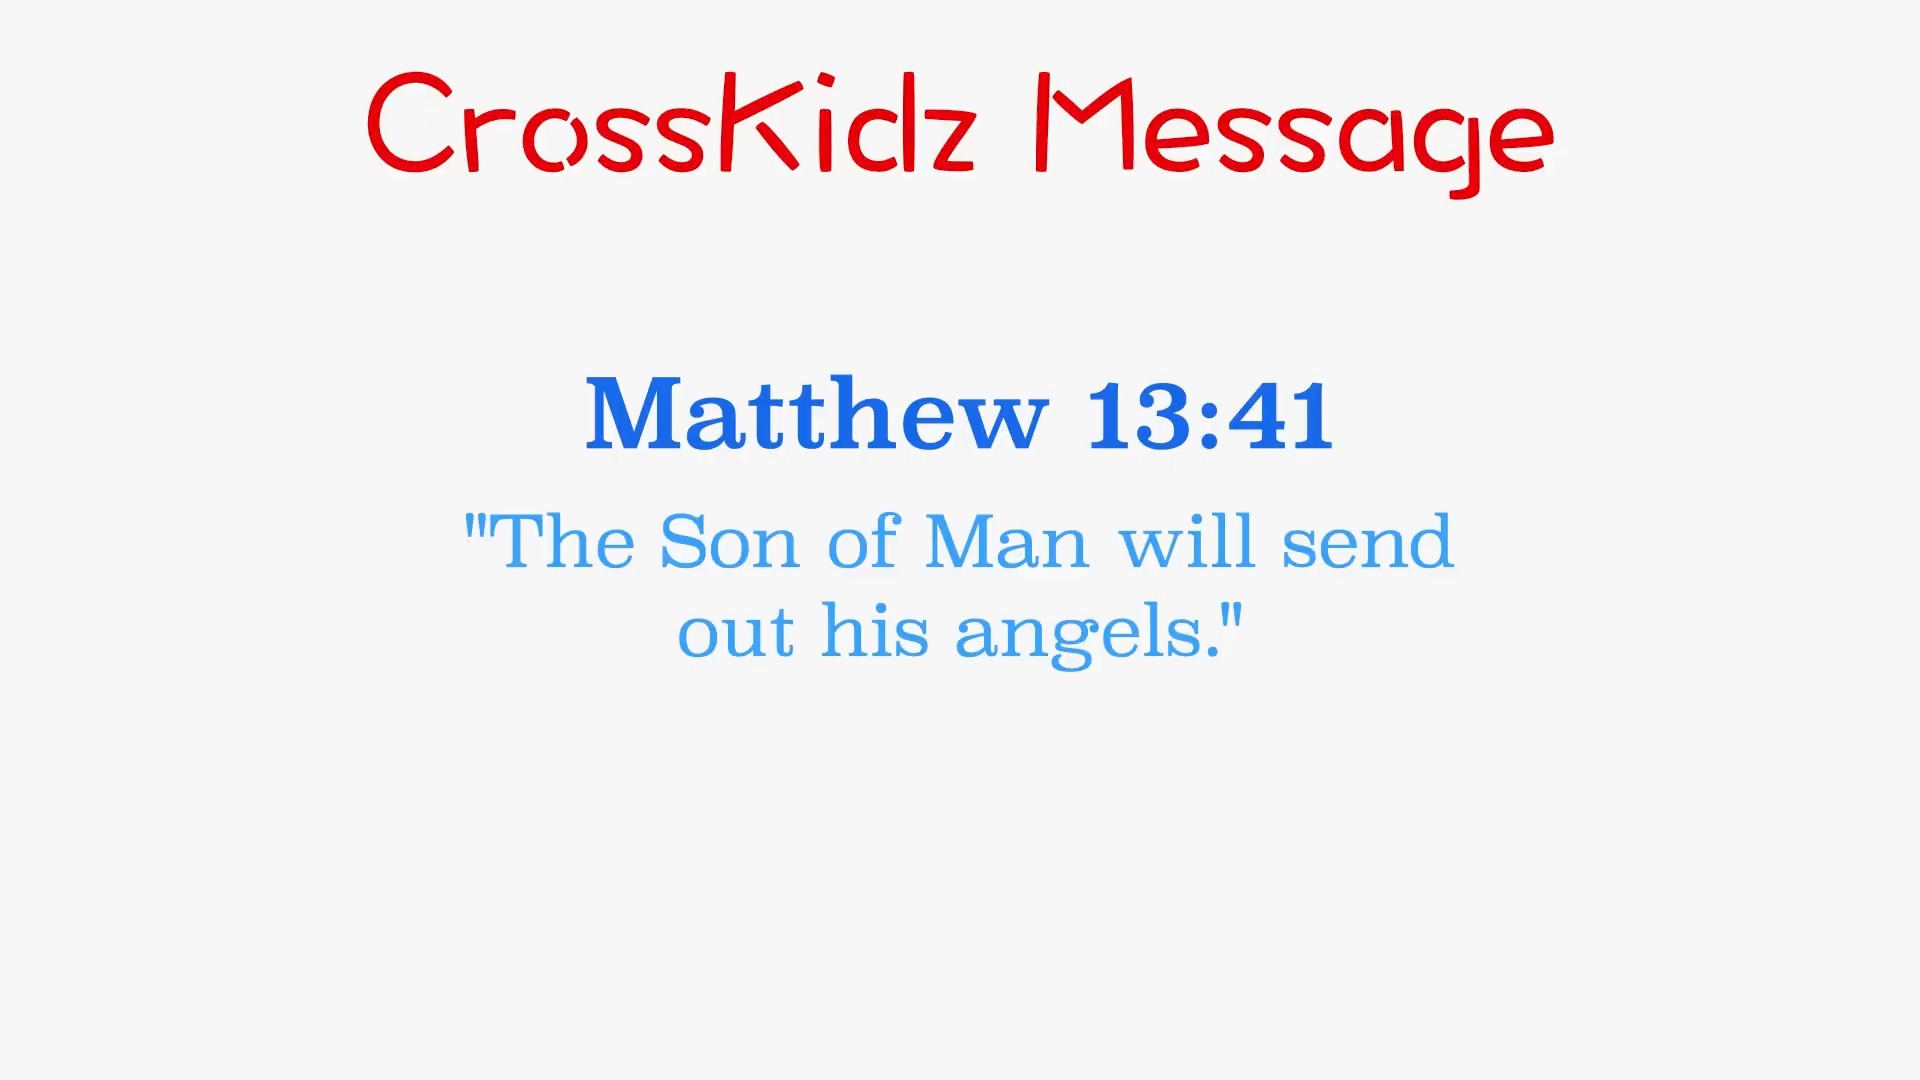 CrossKidz Message
Matthew 13:41
"The Son of Man will send
out his angels."